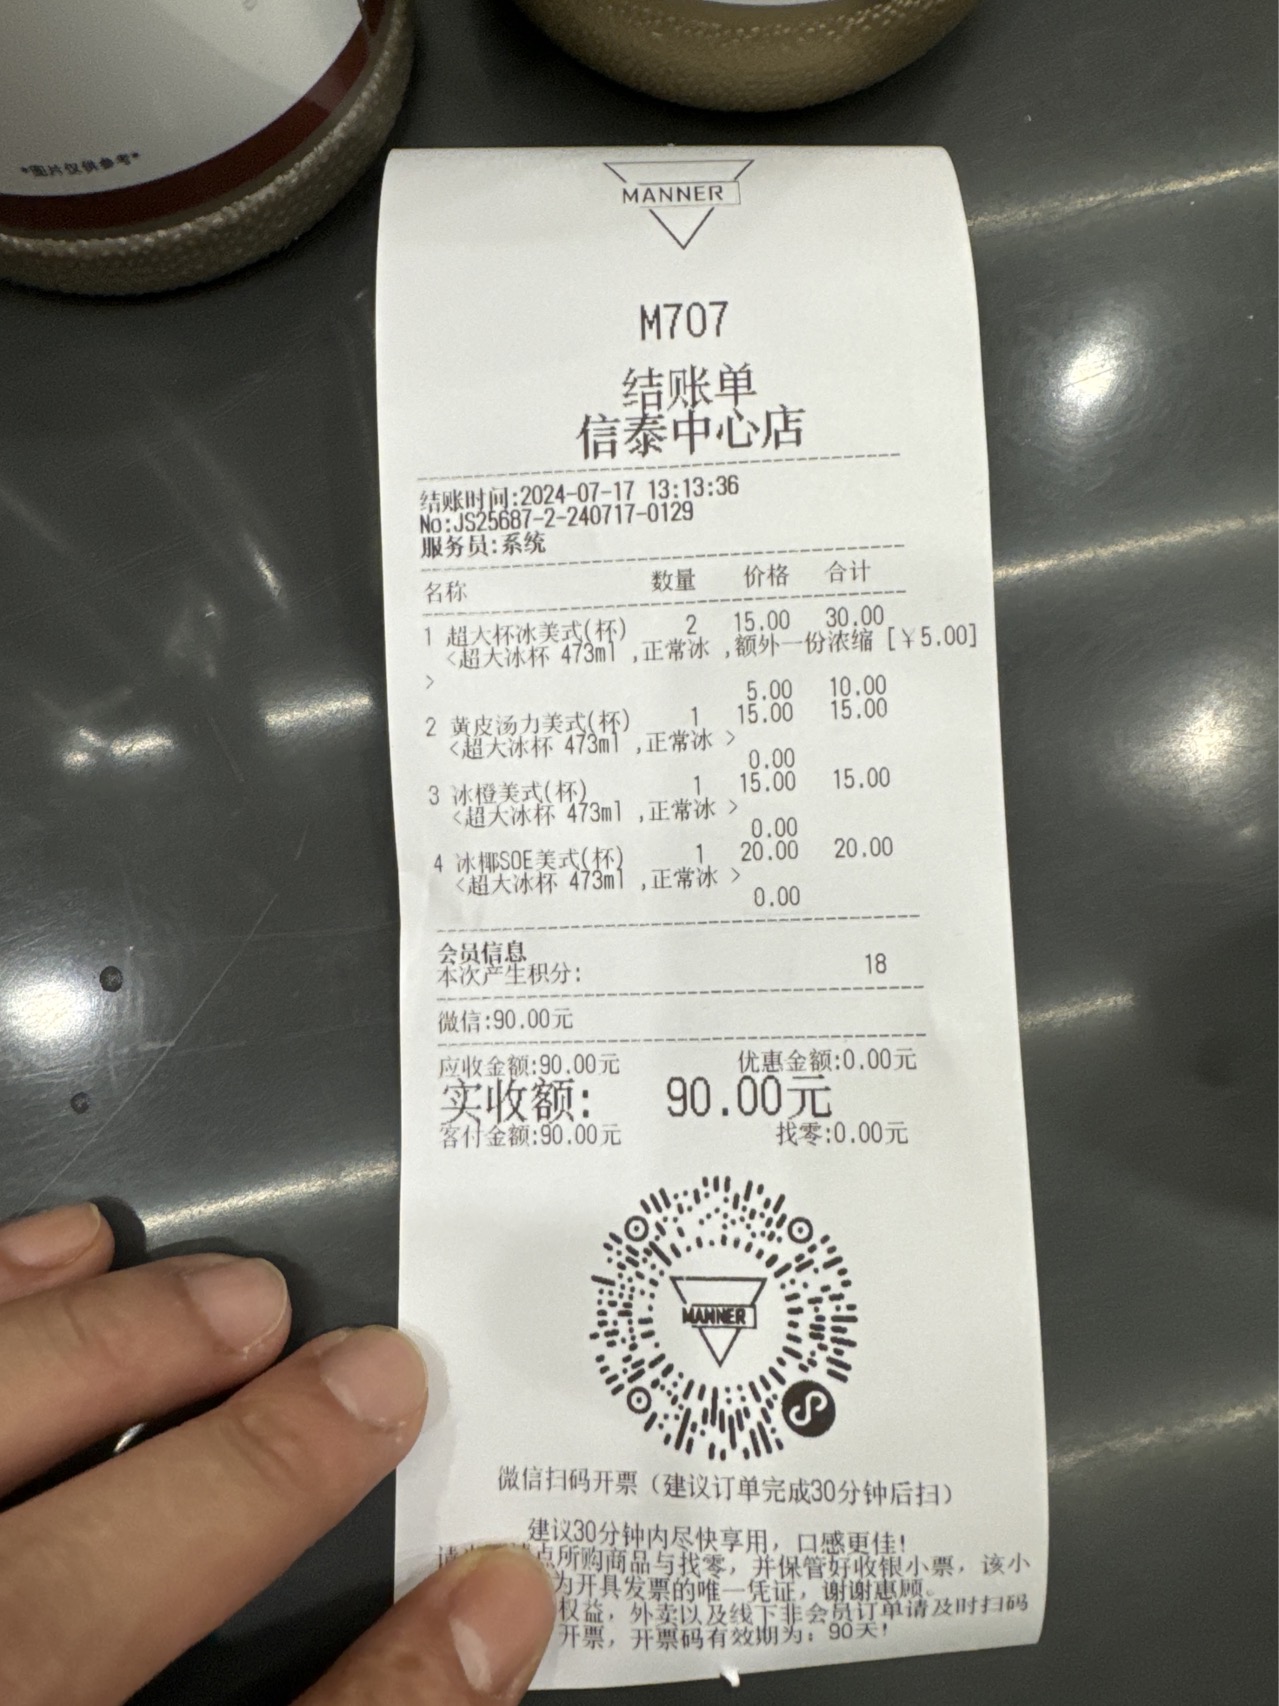 *图片仅供参考*
MANNER
M707
结账单
信泰中心店
结账时间:2024-07-17 13:13:36
No:JS25687-2-240717-0129
服务员:系统
名称 数量 价格 合计
1 超大杯冰美式(杯) 2 15.00 30.00
<超大冰杯 473ml ,正常冰 ,额外一份浓缩 [￥5.00]
>
5.00 10.00
2 黄皮汤力美式(杯) 1 15.00 15.00
<超大冰杯 473ml ,正常冰 >
0.00
3 冰橙美式(杯) 1 15.00 15.00
<超大冰杯 473ml ,正常冰 >
0.00
4 冰椰SOE美式(杯) 1 20.00 20.00
<超大冰杯 473ml ,正常冰 >
0.00
会员信息
本次产生积分: 18
微信:90.00元
应收金额:90.00元 优惠金额:0.00元
实收额: 90.00元
客付金额:90.00元 找零:0.00元
MANNER
微信扫码开票（建议订单完成30分钟后扫）
建议30分钟内尽快享用，口感更佳!
点所购商品与找零，并保管好收银小票，该小
为开具发票的唯一凭证，谢谢惠顾。
权益，外卖以及线下非会员订单请及时扫码
开票，开票码有效期为：90天!